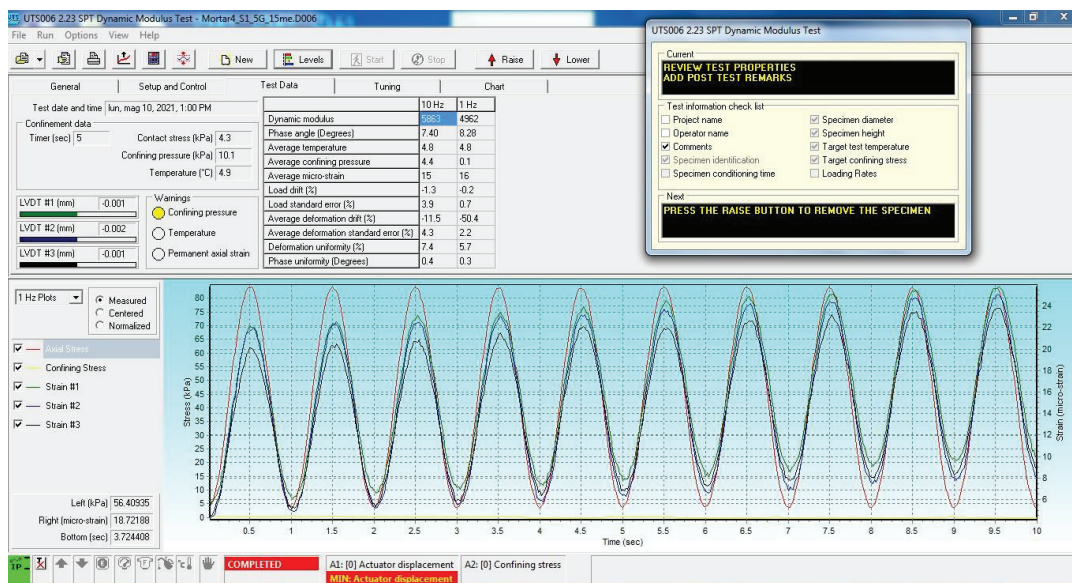 UTS006 2.23 SPT Dynamic Modulus Test - Mortar4_S1_5G_15me.D006
File Run Options View Help
New Levels Start Stop Raise Lower
General Setup and Control Test Data Tuning Chart
Test date and time lun, mag 10, 2021, 1:00 PM
Confinement data
Timer (sec) 5 Contact stress (kPa) 4.3
Confining pressure (kPa) 10.1
Temperature (°C) 4.9
LVDT #1 (mm) -0.001
LVDT #2 (mm) -0.002
LVDT #3 (mm) -0.001
Warnings
Confining pressure
Temperature
Permanent axial strain
10 Hz 1 Hz
Dynamic modulus 5863 4962
Phase angle (Degrees) 7.40 8.28
Average temperature 4.8 4.8
Average confining pressure 4.4 0.1
Average micro-strain 15 16
Load drift (%) -1.3 -0.2
Load standard error (%) 3.9 0.7
Average deformation drift (%) -11.5 -50.4
Average deformation standard error (%) 4.3 2.2
Deformation uniformity (%) 7.4 5.7
Phase uniformity (Degrees) 0.4 0.3
UTS006 2.23 SPT Dynamic Modulus Test
Current
REVIEW TEST PROPERTIES
ADD POST TEST REMARKS
Test information check list
Project name Specimen diameter
Operator name Specimen height
Comments Target test temperature
Specimen identification Target confining stress
Specimen conditioning time Loading Rates
Next
PRESS THE RAISE BUTTON TO REMOVE THE SPECIMEN
1 Hz Plots
Measured
Centered
Normalized
Axial Stress
Confining Stress
Strain #1
Strain #2
Strain #3
Left (kPa) 56.40935
Right (micro-strain) 18.72188
Bottom (sec) 3.724408
Stress (kPa)
80
75
70
65
60
55
50
45
40
35
30
25
20
15
10
5
0
24
22
20
18
16
14
12
10
8
6
Strain (micro-strain)
0.5 1 1.5 2 2.5 3 3.5 4 4.5 5 5.5 6 6.5 7 7.5 8 8.5 9 9.5 10
Time (sec)
IP
COMPLETED A1: [0] Actuator displacement A2: [0] Confining stress
MIN: Actuator displacement